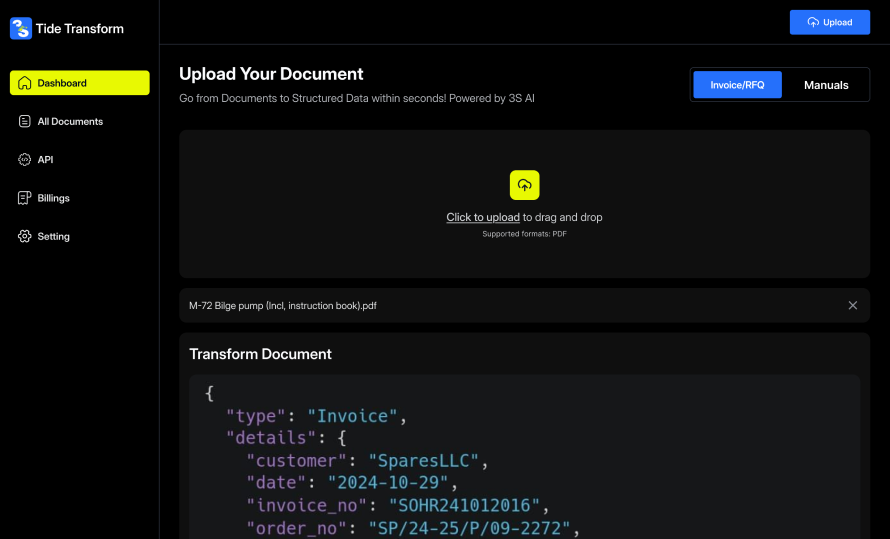 3S Tide Transform
Upload
Dashboard
All Documents
API
Billings
Setting
Upload Your Document
Go from Documents to Structured Data within seconds! Powered by 3S AI
Invoice/RFQ
Manuals
Click to upload to drag and drop
Supported formats: PDF
M-72 Bilge pump (Incl, instruction book).pdf
Transform Document
{
"type": "Invoice",
"details": {
"customer": "SparesLLC",
"date": "2024-10-29",
"invoice_no": "SOHR241012016",
"order_no": "SP/24-25/P/09-2272",